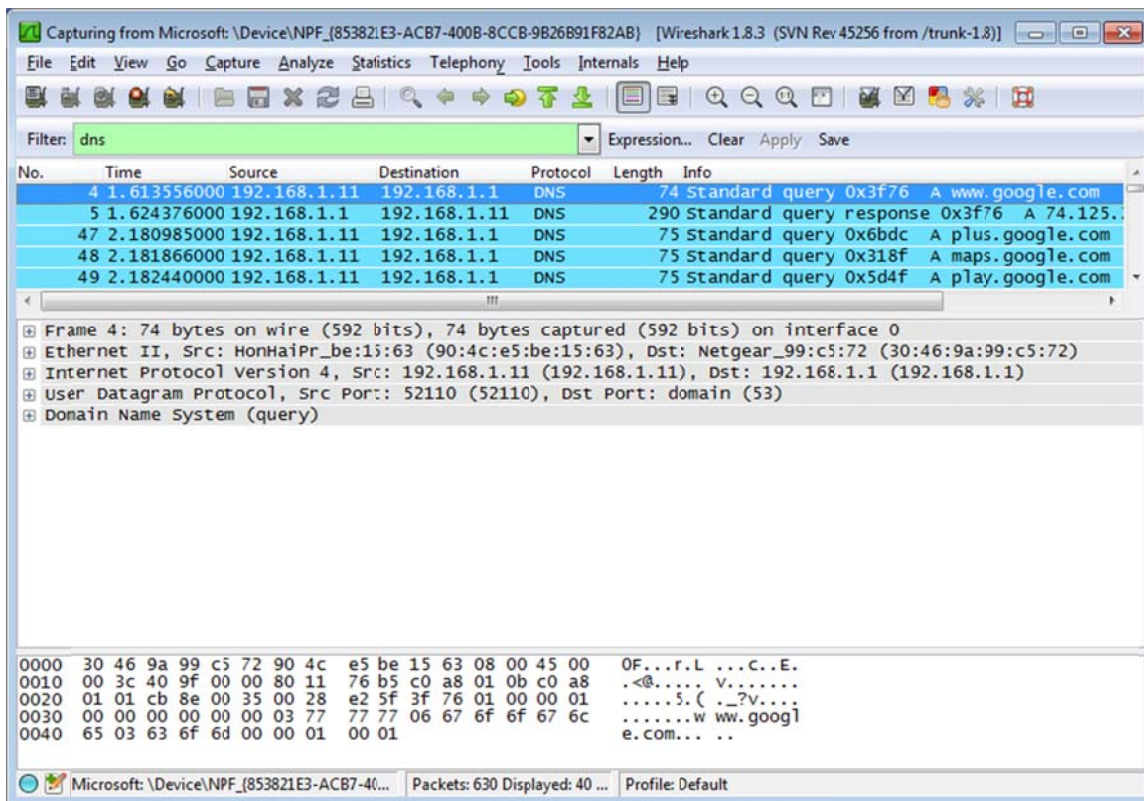 Capturing from Microsoft: \Device\NPF_{853821E3-ACB7-400B-8CCB-9B26B91F82AB} [Wireshark 1.8.3 (SVN Rev 45256 from /trunk-1.8)]
File Edit View Go Capture Analyze Statistics Telephony Tools Internals Help
Filter: dns Expression... Clear Apply Save
No. Time Source Destination Protocol Length Info
4 1.613556000 192.168.1.11 192.168.1.1 DNS 74 Standard query 0x3f76 A www.google.com
5 1.624376000 192.168.1.1 192.168.1.11 DNS 290 Standard query response 0x3f76 A 74.125.
47 2.180985000 192.168.1.11 192.168.1.1 DNS 75 Standard query 0x6bdc A plus.google.com
48 2.181866000 192.168.1.11 192.168.1.1 DNS 75 Standard query 0x318f A maps.google.com
49 2.182440000 192.168.1.11 192.168.1.1 DNS 75 Standard query 0x5d4f A play.google.com
Frame 4: 74 bytes on wire (592 bits), 74 bytes captured (592 bits) on interface 0
Ethernet II, Src: HonHaiPr_be:15:63 (90:4c:e5:be:15:63), Dst: Netgear_99:c5:72 (30:46:9a:99:c5:72)
Internet Protocol Version 4, Src: 192.168.1.11 (192.168.1.11), Dst: 192.168.1.1 (192.168.1.1)
User Datagram Protocol, Src Port: 52110 (52110), Dst Port: domain (53)
Domain Name System (query)
0000 30 46 9a 99 c5 72 90 4c e5 be 15 63 08 00 45 00 0F...r.L ...c..E.
0010 00 3c 40 9f 00 00 80 11 76 b5 c0 a8 01 0b c0 a8 .<@..... v.......
0020 01 01 cb 8e 00 35 00 28 e2 5f 3f 76 01 00 00 01 .....5.( ._?v....
0030 00 00 00 00 00 00 03 77 77 77 06 67 6f 6f 67 6c .......w ww.googl
0040 65 03 63 6f 6d 00 00 01 00 01 e.com... ..
Microsoft: \Device\NPF_{853821E3-ACB7-40... Packets: 630 Displayed: 40 ... Profile: Default